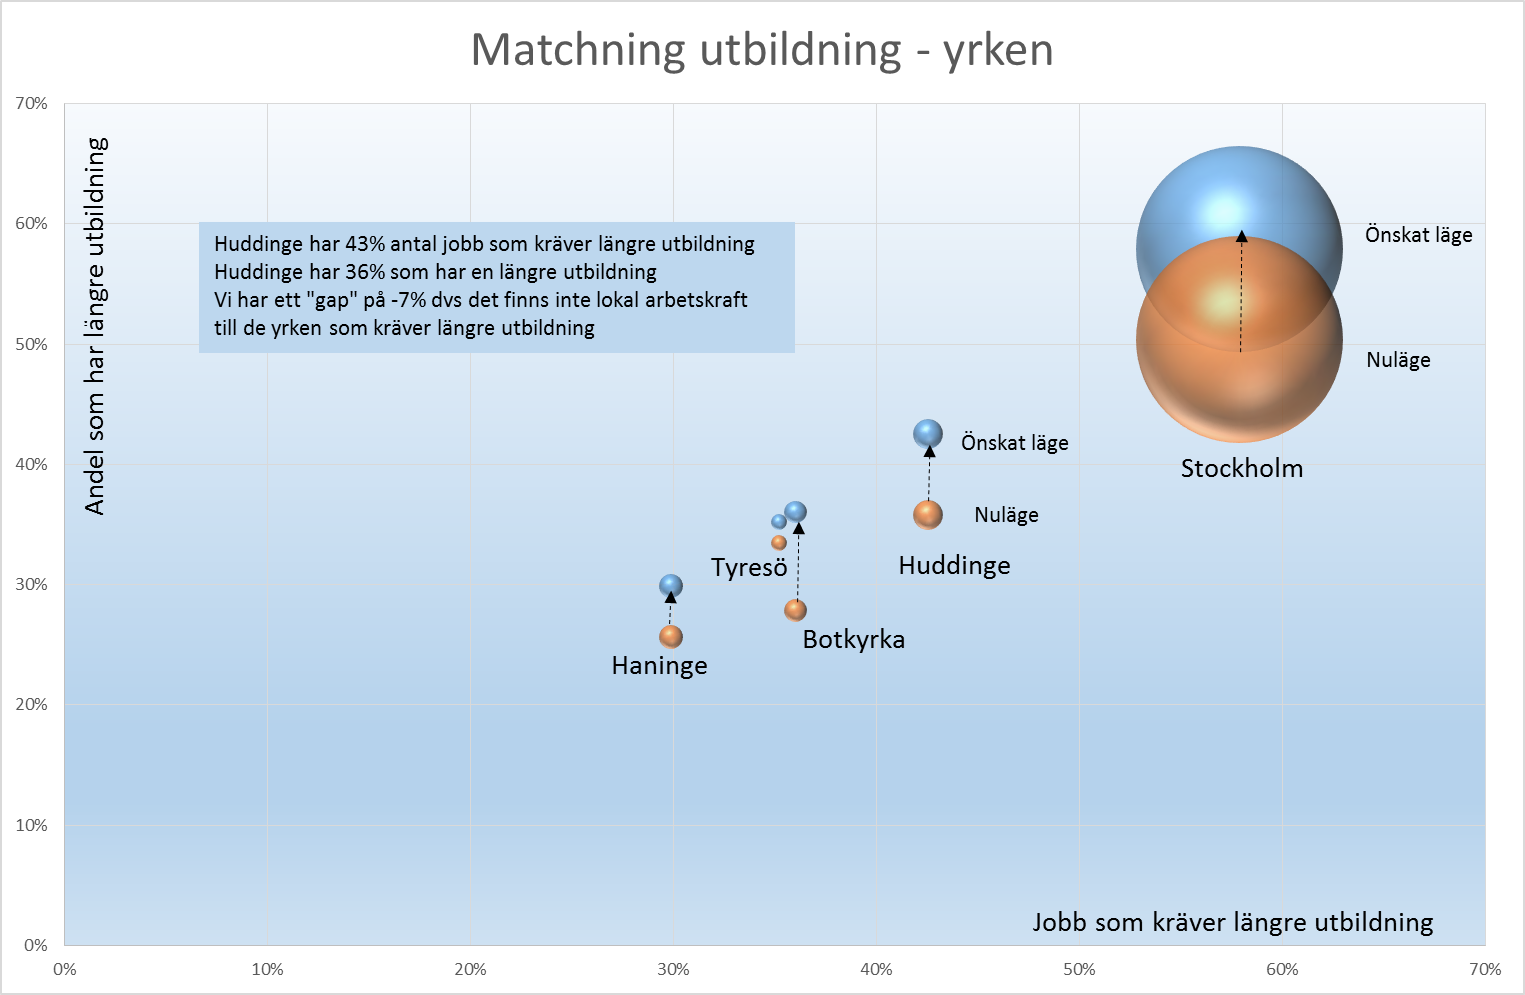 Matchning utbildning - yrken
70%
60%
50%
40%
30%
20%
10%
0%
Andel som har längre utbildning
Huddinge har 43% antal jobb som kräver längre utbildning
Huddinge har 36% som har en längre utbildning
Vi har ett "gap" på -7% dvs det finns inte lokal arbetskraft
till de yrken som kräver längre utbildning
Önskat läge
Nuläge
Stockholm
Önskat läge
Nuläge
Huddinge
Tyresö
Botkyrka
Haninge
Jobb som kräver längre utbildning
0%
10%
20%
30%
40%
50%
60%
70%